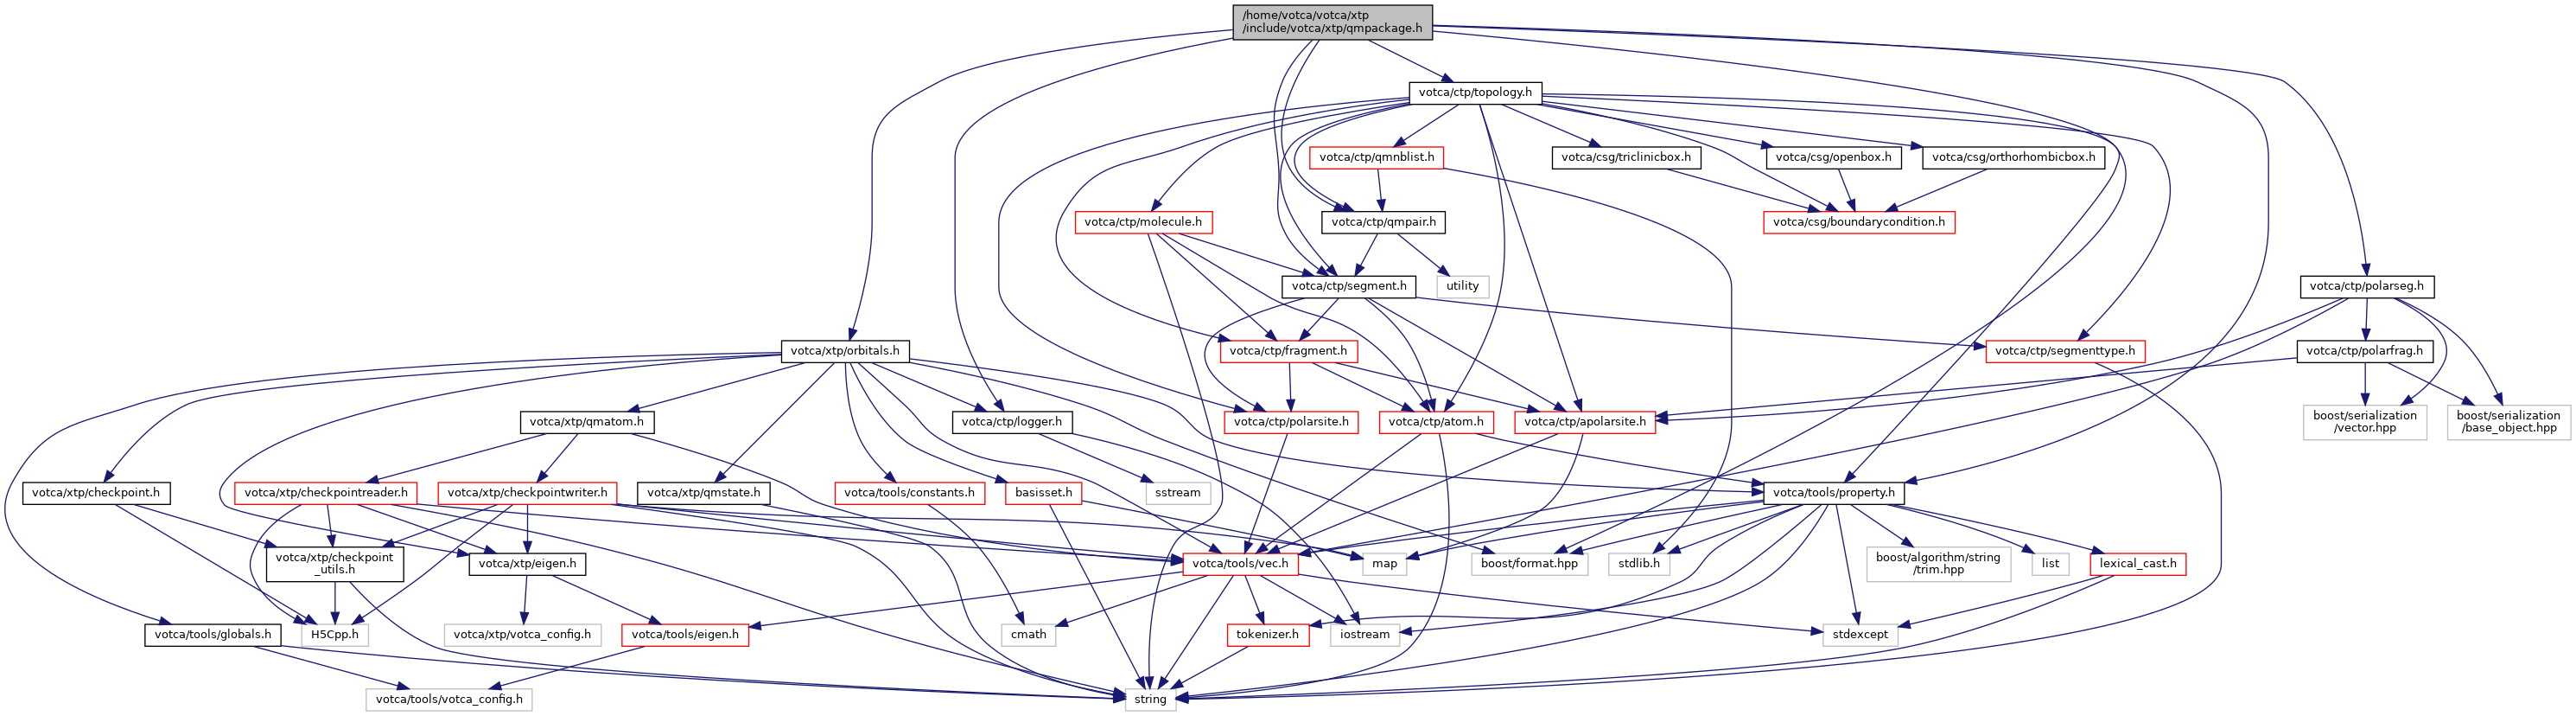 /home/votca/votca/xtp
/include/votca/xtp/qmpackage.h
votca/ctp/topology.h
votca/ctp/qmnblist.h
votca/csg/triclinicbox.h
votca/csg/openbox.h
votca/csg/orthorhombicbox.h
votca/ctp/molecule.h
votca/ctp/qmpair.h
votca/csg/boundarycondition.h
votca/ctp/segment.h
utility
votca/ctp/polarseg.h
votca/xtp/orbitals.h
votca/ctp/fragment.h
votca/ctp/segmenttype.h
votca/ctp/polarfrag.h
votca/xtp/qmatom.h
votca/ctp/logger.h
votca/ctp/polarsite.h
votca/ctp/atom.h
votca/ctp/apolarsite.h
boost/serialization
/vector.hpp
boost/serialization
/base_object.hpp
votca/xtp/checkpoint.h
votca/xtp/checkpointreader.h
votca/xtp/checkpointwriter.h
votca/xtp/qmstate.h
votca/tools/constants.h
basisset.h
sstream
votca/tools/property.h
votca/xtp/checkpoint
_utils.h
votca/xtp/eigen.h
votca/tools/vec.h
map
boost/format.hpp
stdlib.h
boost/algorithm/string
/trim.hpp
list
lexical_cast.h
votca/tools/globals.h
H5Cpp.h
votca/xtp/votca_config.h
votca/tools/eigen.h
cmath
tokenizer.h
iostream
stdexcept
votca/tools/votca_config.h
string